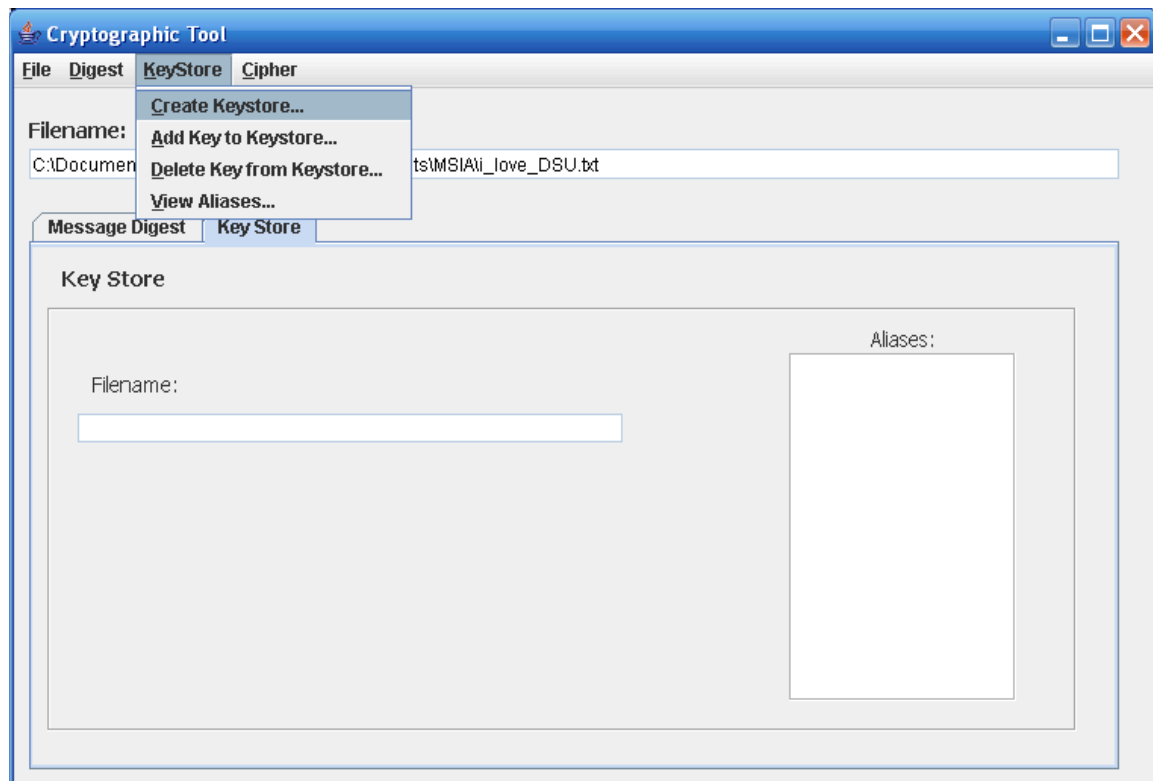 Cryptographic Tool
File Digest KeyStore Cipher
Create Keystore...
Add Key to Keystore...
Delete Key from Keystore...
View Aliases...
Filename:
C:\Documen ts\MSIA\i_love_DSU.txt
Message Digest Key Store
Key Store
Aliases:
Filename: